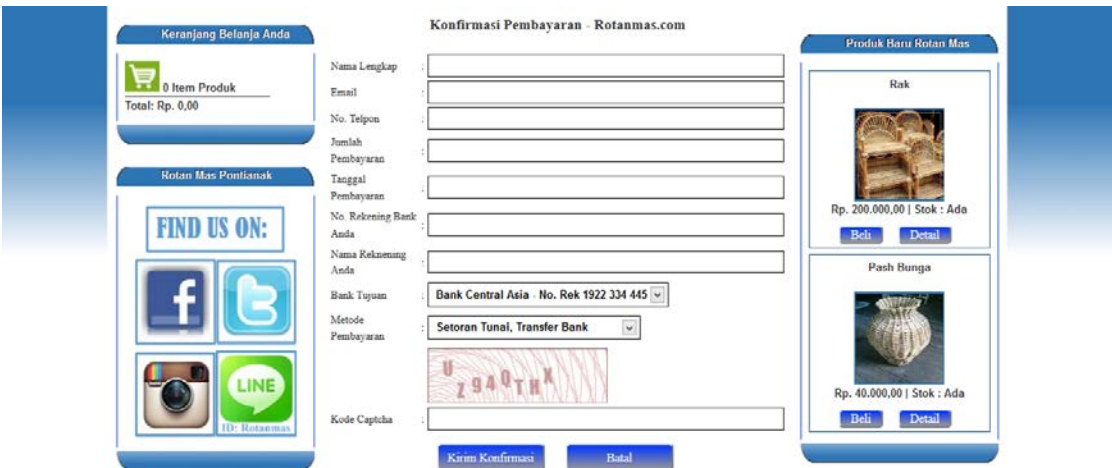 Keranjang Belanja Anda
0 Item Produk
Total: Rp. 0,00
Rotan Mas Pontianak
FIND US ON:
LINE
ID: Rotanmas
Konfirmasi Pembayaran - Rotanmas.com
Nama Lengkap :
Email :
No. Telpon :
Jumlah
Pembayaran :
Tanggal
Pembayaran :
No. Rekening Bank
Anda :
Nama Reknening
Anda :
Bank Tujuan : Bank Central Asia - No. Rek 1922 334 445
Metode
Pembayaran : Setoran Tunai, Transfer Bank
UZ94QTHX
Kode Captcha :
Kirim Konfirmasi Batal
Produk Baru Rotan Mas
Rak
Rp. 200.000,00 | Stok : Ada
Beli Detail
Pash Bunga
Rp. 40.000,00 | Stok : Ada
Beli Detail